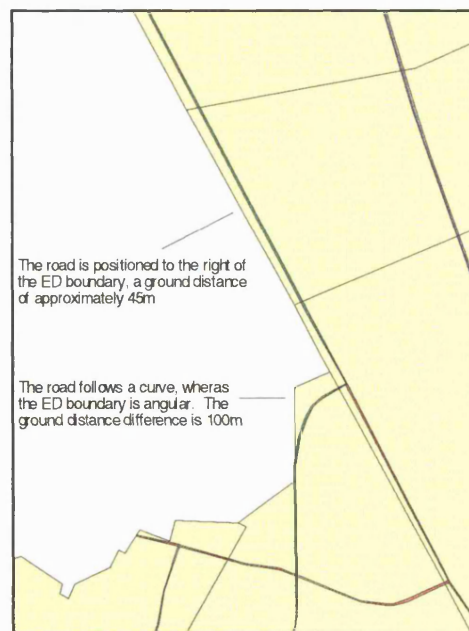 The road is positioned to the right of
the ED boundary, a ground distance
of approximately 45m
The road follows a curve, wheras
the ED boundary is angular. The
ground distance difference is 100m